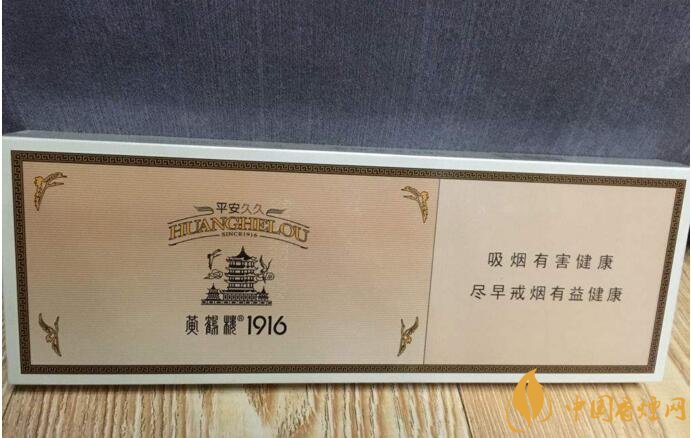 平安久久
HUANGHELOU
SINCE1916
黄鹤楼®1916
吸烟有害健康
尽早戒烟有益健康
中国香烟网